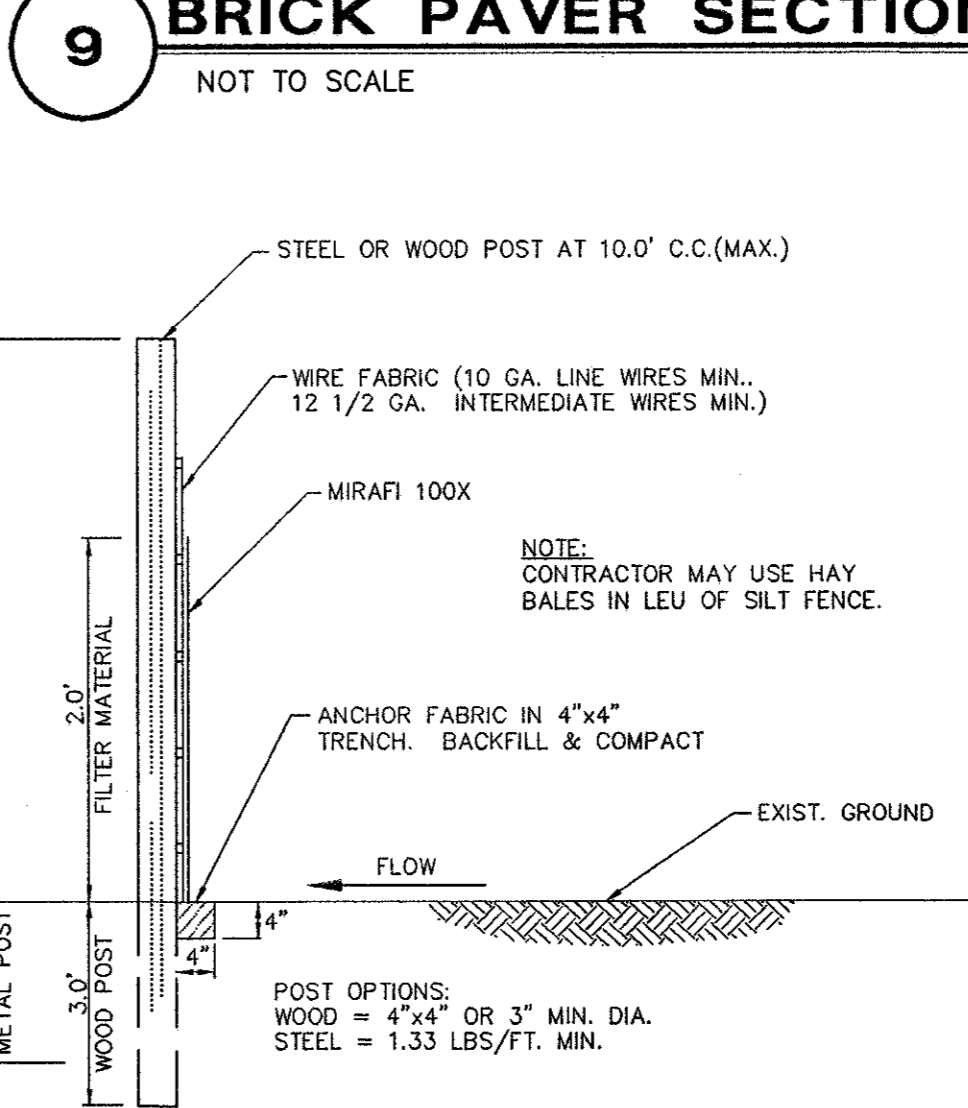 9
BRICK PAVER SECTION
NOT TO SCALE
STEEL OR WOOD POST AT 10.0' C.C.(MAX.)
WIRE FABRIC (10 GA. LINE WIRES MIN..
12 1/2 GA. INTERMEDIATE WIRES MIN.)
MIRAFI 100X
NOTE:
CONTRACTOR MAY USE HAY
BALES IN LEU OF SILT FENCE.
2.0'
FILTER MATERIAL
ANCHOR FABRIC IN 4"x4"
TRENCH. BACKFILL & COMPACT
EXIST. GROUND
FLOW
4"
4"
METAL POST
3.0'
WOOD POST
POST OPTIONS:
WOOD = 4"x4" OR 3" MIN. DIA.
STEEL = 1.33 LBS/FT. MIN.